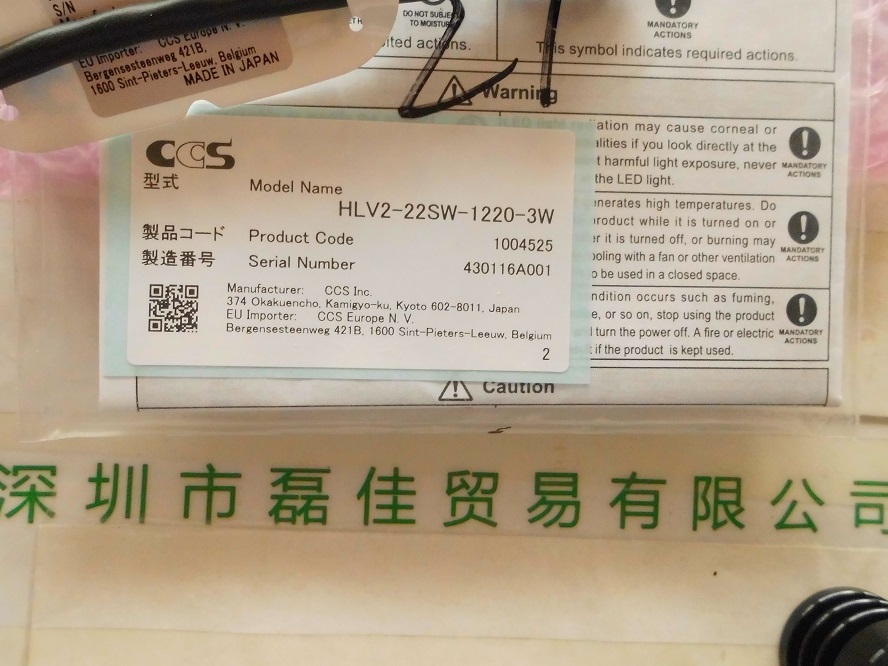 S/N
EU Importer: CCS Europe N. V.
Bergensesteenweg 421B,
1600 Sint-Pieters-Leeuw, Belgium
MADE IN JAPAN
DO NOT SUBJECT
TO MOISTURE
MANDATORY
ACTIONS
ited actions.
This symbol indicates required actions.
21
Warning
iation may cause corneal or
alities if you look directly at the
t harmful light exposure, never
the LED light.
MANDATORY
ACTIONS
enerates high temperatures. Do
roduct while it is turned on or
er it is turned off, or burning may
ooling with a fan or other ventilation
o be used in a closed space.
MANDATORY
ACTIONS
ndition occurs such as fuming,
e, or so on, stop using the product
turn the power off. A fire or electric
if the product is kept used.
MANDATORY
ACTIONS
Caution
CCS
型式 Model Name
HLV2-22SW-1220-3W
製品コード Product Code 1004525
製造番号 Serial Number 430116A001
Manufacturer: CCS Inc.
374 Okakuencho, Kamigyo-ku, Kyoto 602-8011, Japan
EU Importer: CCS Europe N. V.
Bergensesteenweg 421B, 1600 Sint-Pieters-Leeuw, Belgium
2
深圳市磊佳贸易有限公司